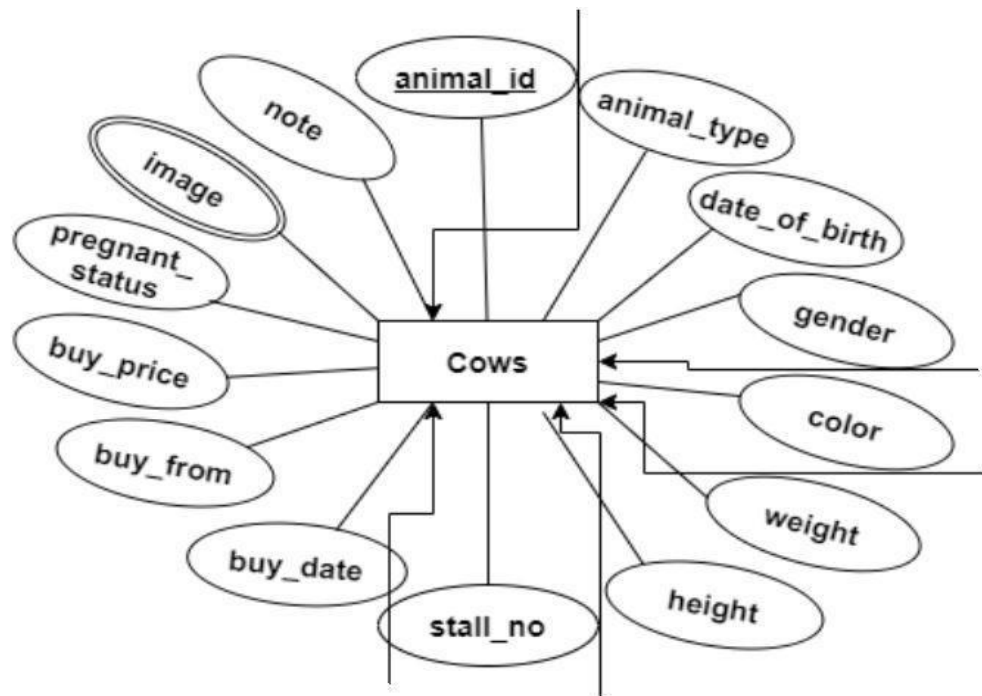 animal_id
note
animal_type
image
date_of_birth
pregnant_
status
gender
buy_price
Cows
color
buy_from
weight
buy_date
height
stall_no